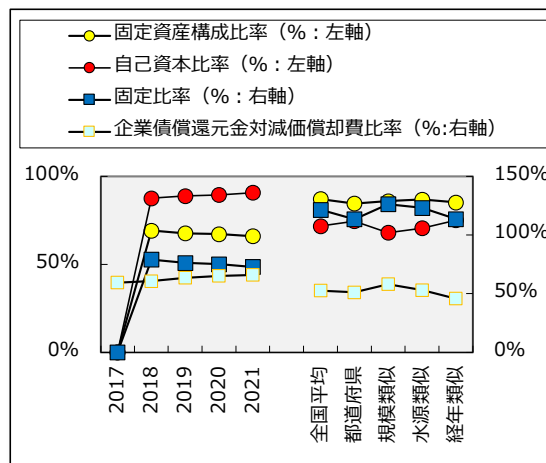 固定資産構成比率（%：左軸）
自己資本比率（%：左軸）
固定比率（%：右軸）
企業債償還元金対減価償却費比率（%:右軸）
100%
50%
0%
150%
100%
50%
0%
2017
2018
2019
2020
2021
全国平均
都道府県
規模類似
水源類似
経年類似